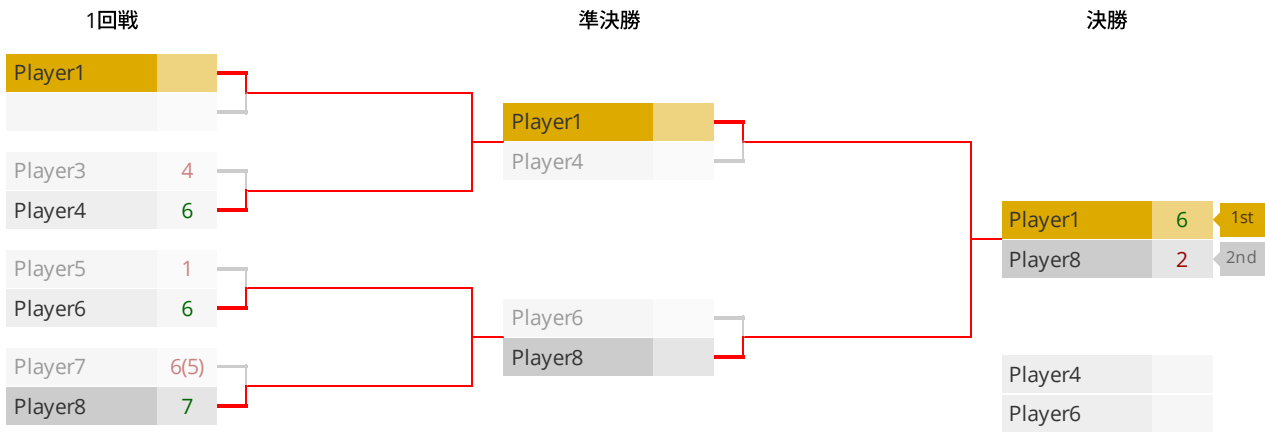 1回戦
準決勝
決勝
Player1
Player3 4
Player4 6
Player5 1
Player6 6
Player7 6(5)
Player8 7
Player1
Player4
Player6
Player8
Player1 6 1st
Player8 2 2nd
Player4
Player6